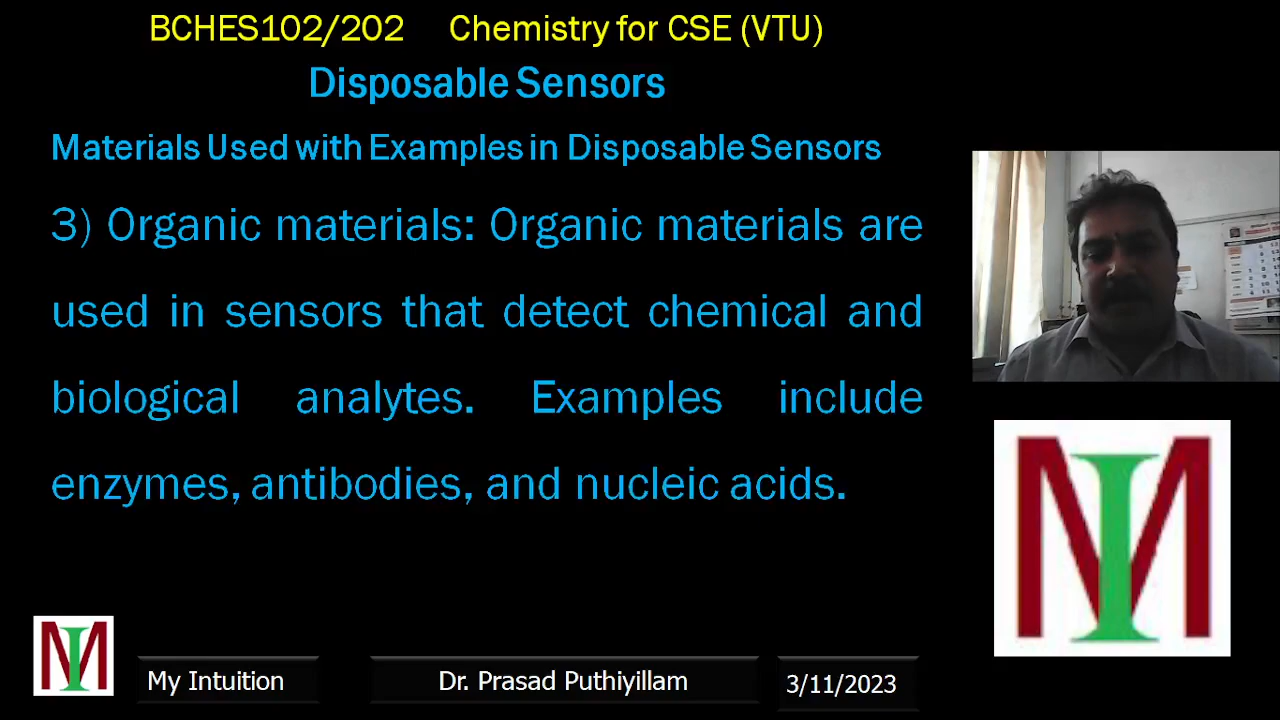 BCHES102/202 Chemistry for CSE (VTU)
Disposable Sensors
Materials Used with Examples in Disposable Sensors
3) Organic materials: Organic materials are
used in sensors that detect chemical and
biological analytes. Examples include
enzymes, antibodies, and nucleic acids.
MI
MI
My Intuition
Dr. Prasad Puthiyillam
3/11/2023